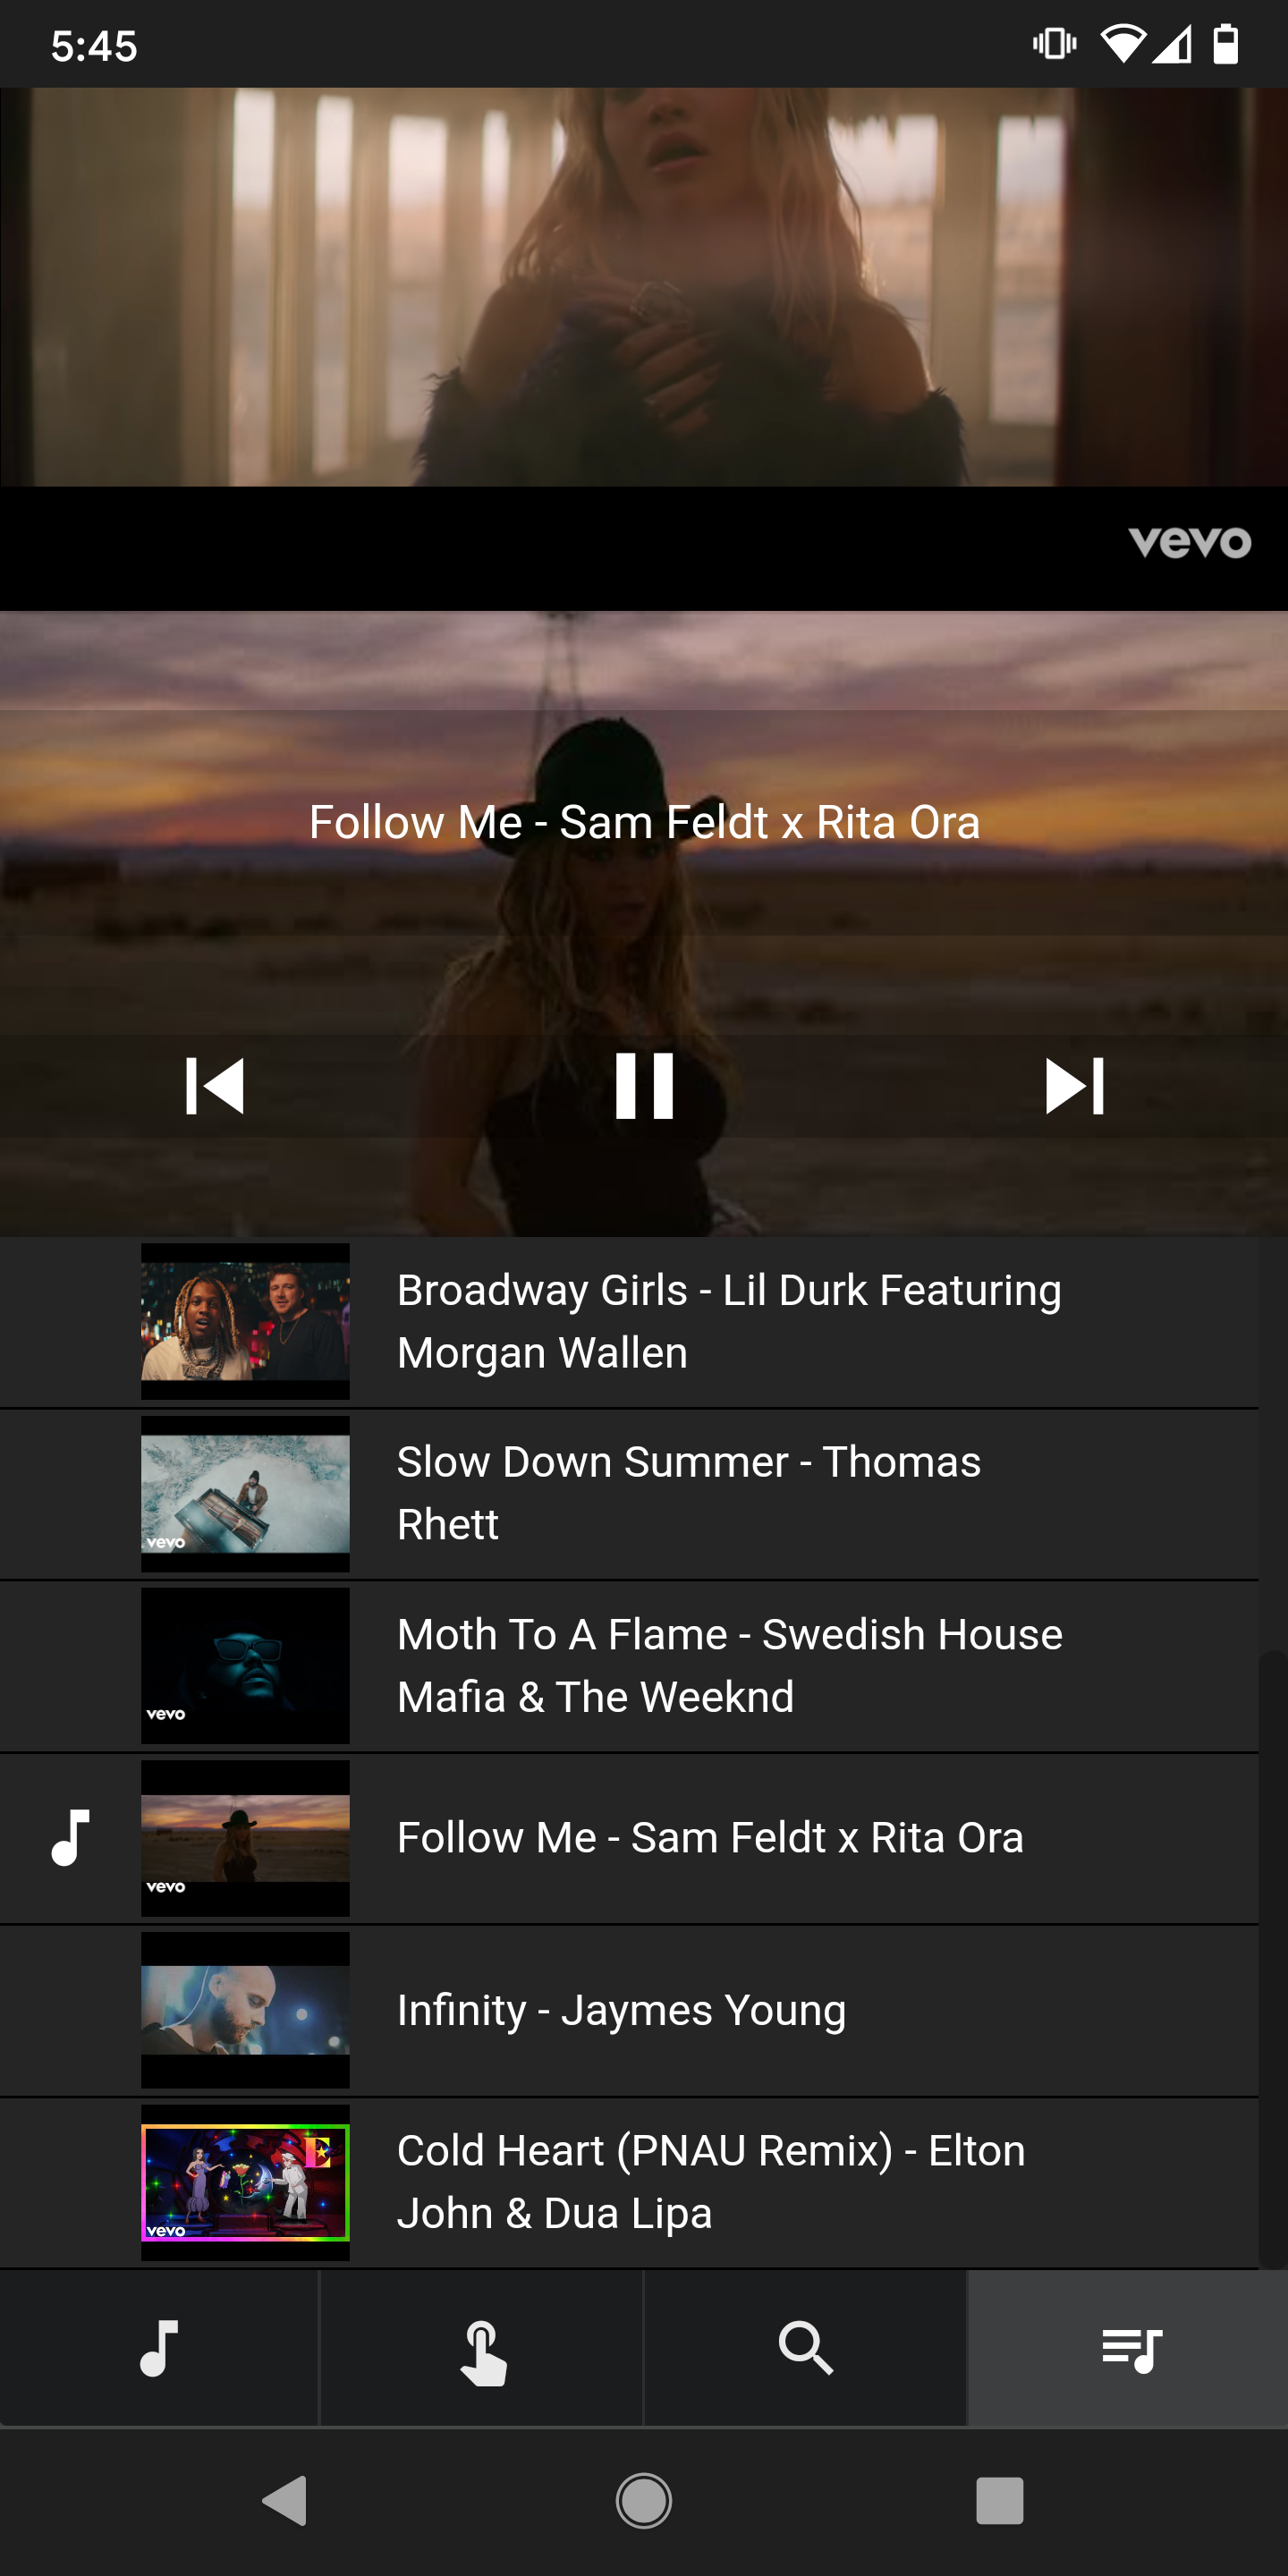 5:45
vevo
Follow Me - Sam Feldt x Rita Ora
Broadway Girls - Lil Durk Featuring
Morgan Wallen
Slow Down Summer - Thomas
Rhett
vevo
Moth To A Flame - Swedish House
Mafia & The Weeknd
vevo
Follow Me - Sam Feldt x Rita Ora
vevo
Infinity - Jaymes Young
Cold Heart (PNAU Remix) - Elton
John & Dua Lipa
E
vevo